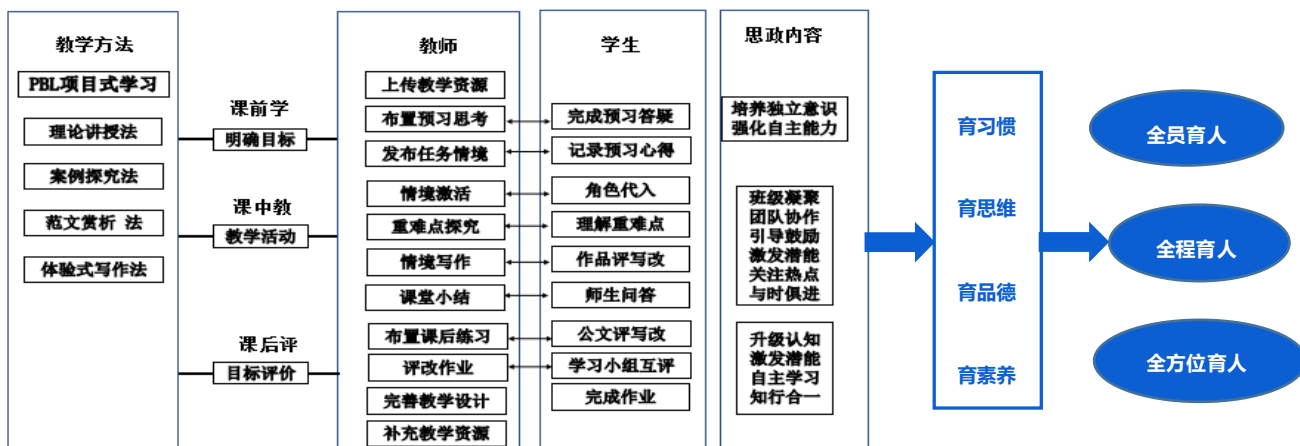 教学方法
PBL项目式学习
理论讲授法
案例探究法
范文赏析 法
体验式写作法
课前学
明确目标
课中教
教学活动
课后评
目标评价
教师
上传教学资源
布置预习思考
发布任务情境
情境激活
重难点探究
情境写作
课堂小结
布置课后练习
评改作业
完善教学设计
补充教学资源
学生
完成预习答疑
记录预习心得
角色代入
理解重难点
作品评写改
师生问答
公文评写改
学习小组互评
完成作业
思政内容
培养独立意识
强化自主能力
班级凝聚
团队协作
引导鼓励
激发潜能
关注热点
与时俱进
升级认知
激发潜能
自主学习
知行合一
育习惯
育思维
育品德
育素养
全员育人
全程育人
全方位育人